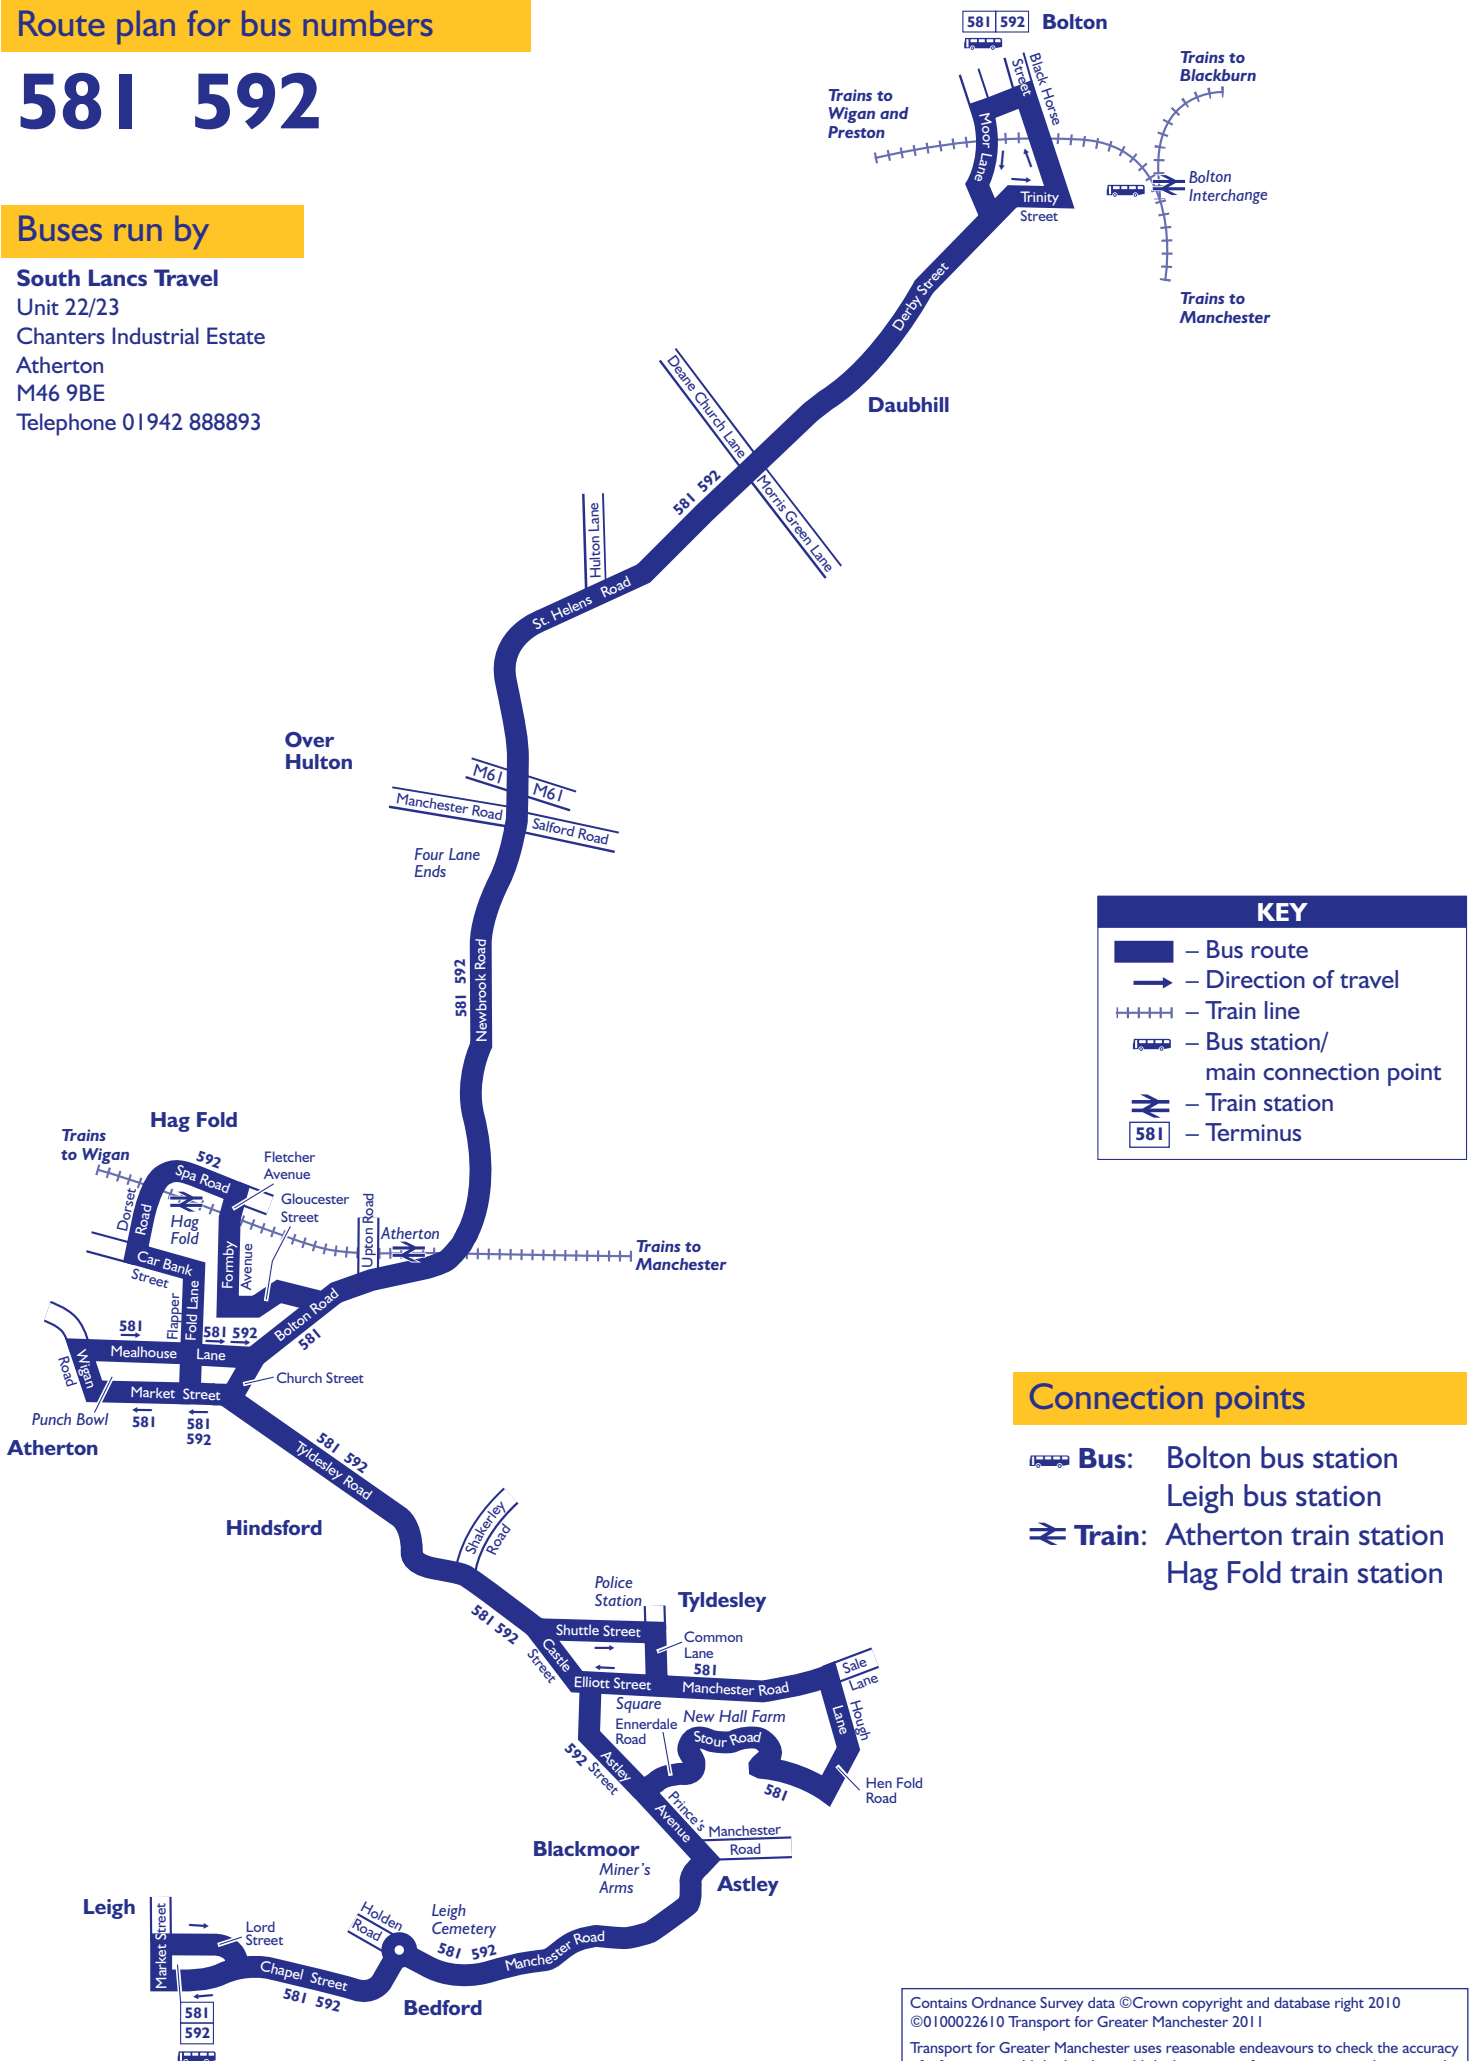 Route plan for bus numbers
581 592
Buses run by
South Lancs Travel
Unit 22/23
Chanters Industrial Estate
Atherton
M46 9BE
Telephone 01942 888893
581 592 Bolton
Black Horse
Street
Trains to
Blackburn
Trains to
Wigan and
Preston
Moor Lane
Bolton
Interchange
Trinity
Street
Trains to
Manchester
Derby Street
Daubhill
Deane Church Lane
Morris Green Lane
581 592
Hulton Lane
St. Helens Road
Over
Hulton
M61
M61
Manchester Road
Salford Road
Four Lane
Ends
581 592
Newbrook Road
KEY
– Bus route
– Direction of travel
– Train line
– Bus station/
main connection point
– Train station
581 – Terminus
Hag Fold
Trains
to Wigan
592
Spa Road
Fletcher
Avenue
Gloucester
Street
Dorset
Road
Hag
Fold
Upton Road
Atherton
Trains to
Manchester
Car Bank
Street
Formby
Avenue
Flapper
Fold Lane
Bolton Road
581
581
581 592
Mealhouse Lane
Wigan
Road
Church Street
Market Street
Punch Bowl
581
581
592
Atherton
581 592
Tyldesley Road
Hindsford
Shakerley
Road
Connection points
Bus: Bolton bus station
Leigh bus station
Train: Atherton train station
Hag Fold train station
581 592
Police
Station
Tyldesley
Shuttle Street
Common
Lane
Castle
Street
581
Elliott Street
Manchester Road
Sale
Lane
Square
Ennerdale
Road
New Hall Farm
Stour Road
Hough
Lane
592
Astley
Street
581
Hen Fold
Road
Prince's
Avenue
Manchester
Road
Blackmoor
Miner's
Arms
Astley
Leigh
Market Street
Lord
Street
Holden
Road
Leigh
Cemetery
581 592
Manchester Road
Chapel Street
581 592
Bedford
581
592
Contains Ordnance Survey data ©Crown copyright and database right 2010
©0100022610 Transport for Greater Manchester 2011
Transport for Greater Manchester uses reasonable endeavours to check the accuracy